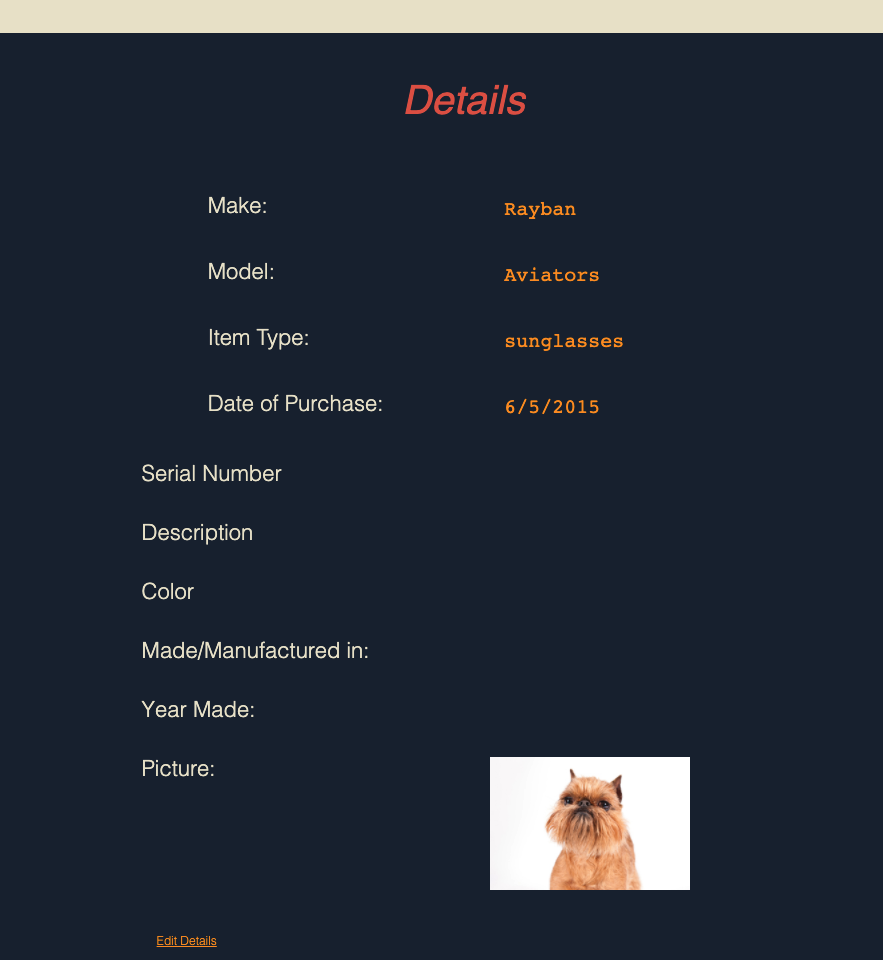 Details
Make: Rayban
Model: Aviators
Item Type: sunglasses
Date of Purchase: 6/5/2015
Serial Number
Description
Color
Made/Manufactured in:
Year Made:
Picture:
Edit Details